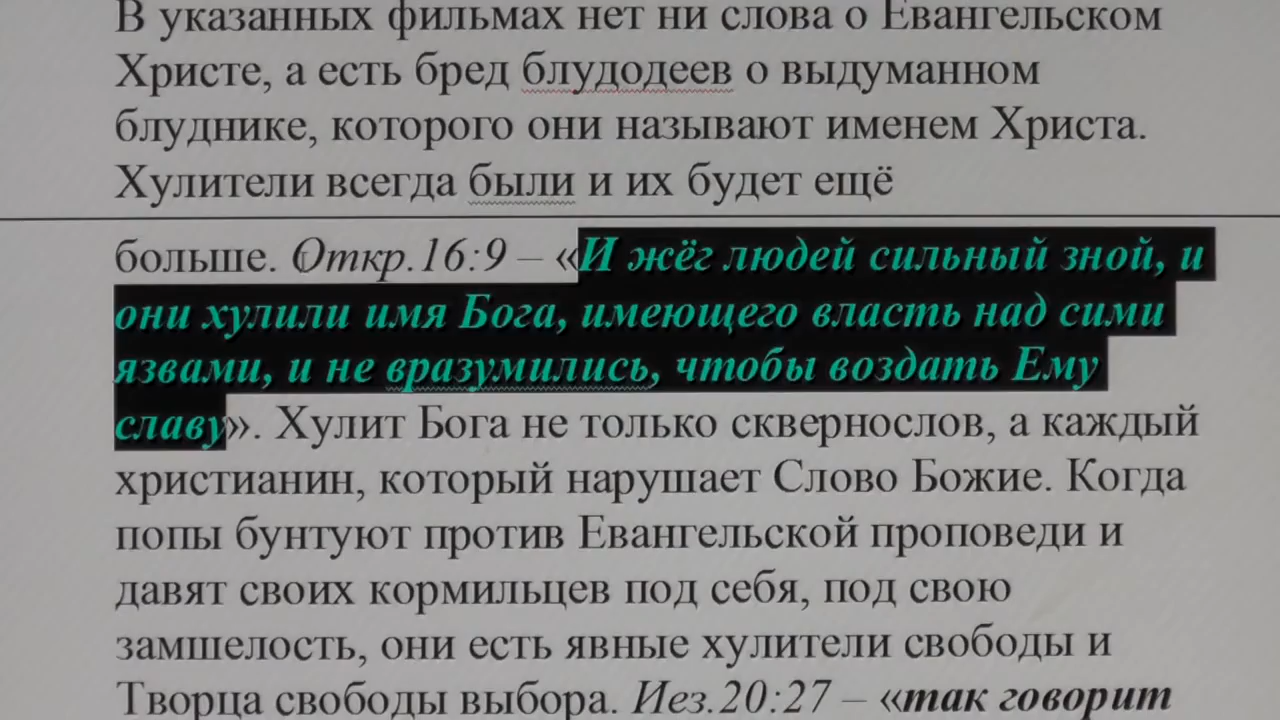 В указанных фильмах нет ни слова о Евангельском
Христе, а есть бред блудодеев о выдуманном
блуднике, которого они называют именем Христа.
Хулители всегда были и их будет ещё
больше. Откр.16:9 – «И жёг людей сильный зной, и
они хулили имя Бога, имеющего власть над сими
язвами, и не вразумились, чтобы воздать Ему
славу». Хулит Бога не только сквернослов, а каждый
христианин, который нарушает Слово Божие. Когда
попы бунтуют против Евангельской проповеди и
давят своих кормильцев под себя, под свою
замшелость, они есть явные хулители свободы и
Творца свободы выбора. Иез.20:27 – «так говорит